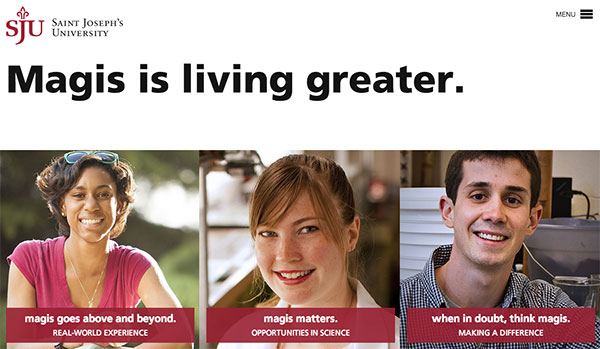 SJU
SAINT JOSEPH'S
UNIVERSITY
MENU
Magis is living greater.
magis goes above and beyond.
REAL-WORLD EXPERIENCE
magis matters.
OPPORTUNITIES IN SCIENCE
when in doubt, think magis.
MAKING A DIFFERENCE